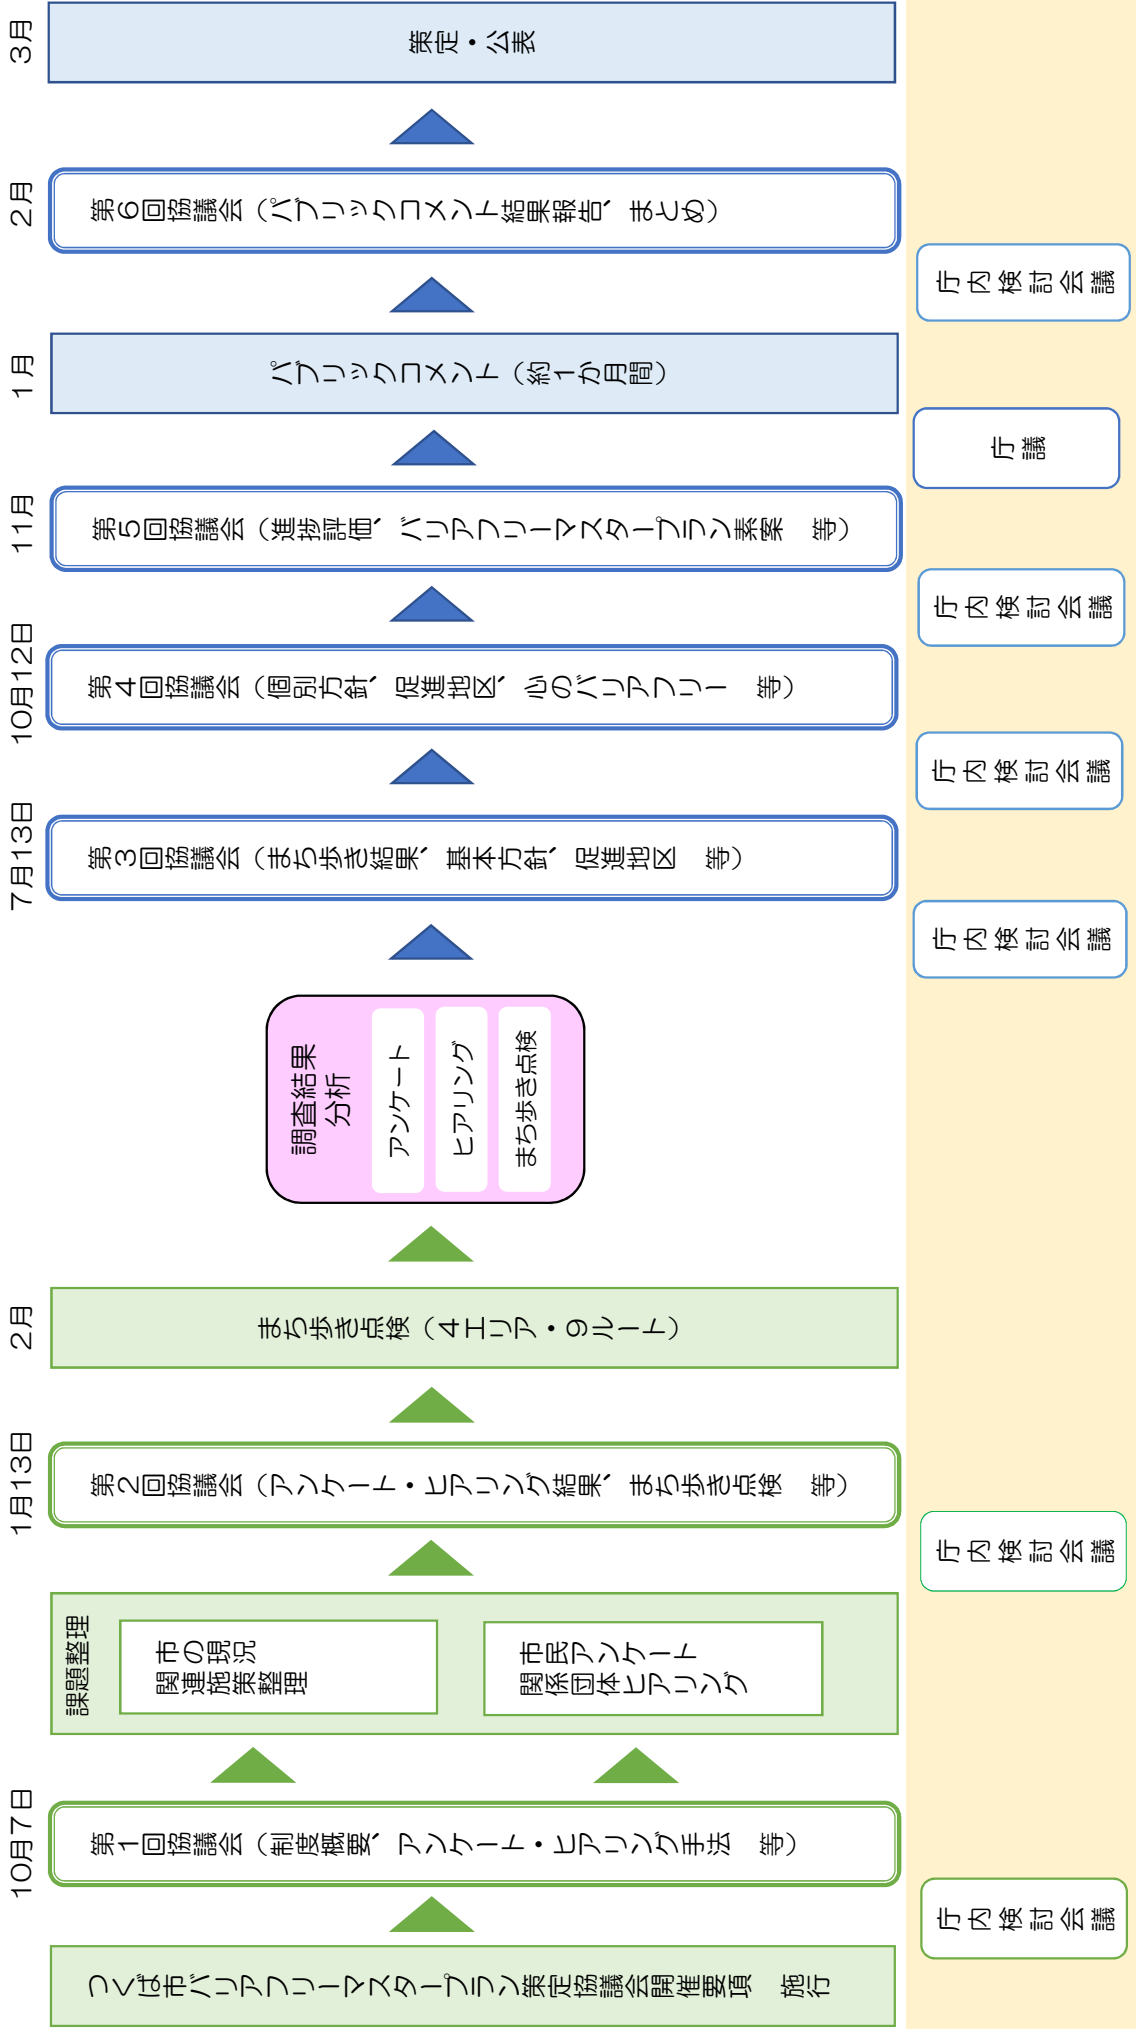 つくば市バリアフリーマスタープラン策定協議会開催要項　施行
10月7日
第1回協議会（制度概要、アンケート・ヒアリング手法　等）
庁内検討会議
課題整理
市の現況
関連施策整理
市民アンケート
関係団体ヒアリング
庁内検討会議
1月13日
第2回協議会（アンケート・ヒアリング結果、まち歩き点検　等）
2月
まち歩き点検（4エリア・9ルート）
調査結果
分析
アンケート
ヒアリング
まち歩き点検
庁内検討会議
7月13日
第3回協議会（まち歩き結果、基本方針、促進地区　等）
庁内検討会議
10月12日
第4回協議会（個別方針、促進地区、心のバリアフリー　等）
庁内検討会議
11月
第5回協議会（進捗評価、バリアフリーマスタープラン素案　等）
庁議
1月
パブリックコメント（約1か月間）
庁内検討会議
2月
第6回協議会（パブリックコメント結果報告、まとめ）
3月
策定・公表